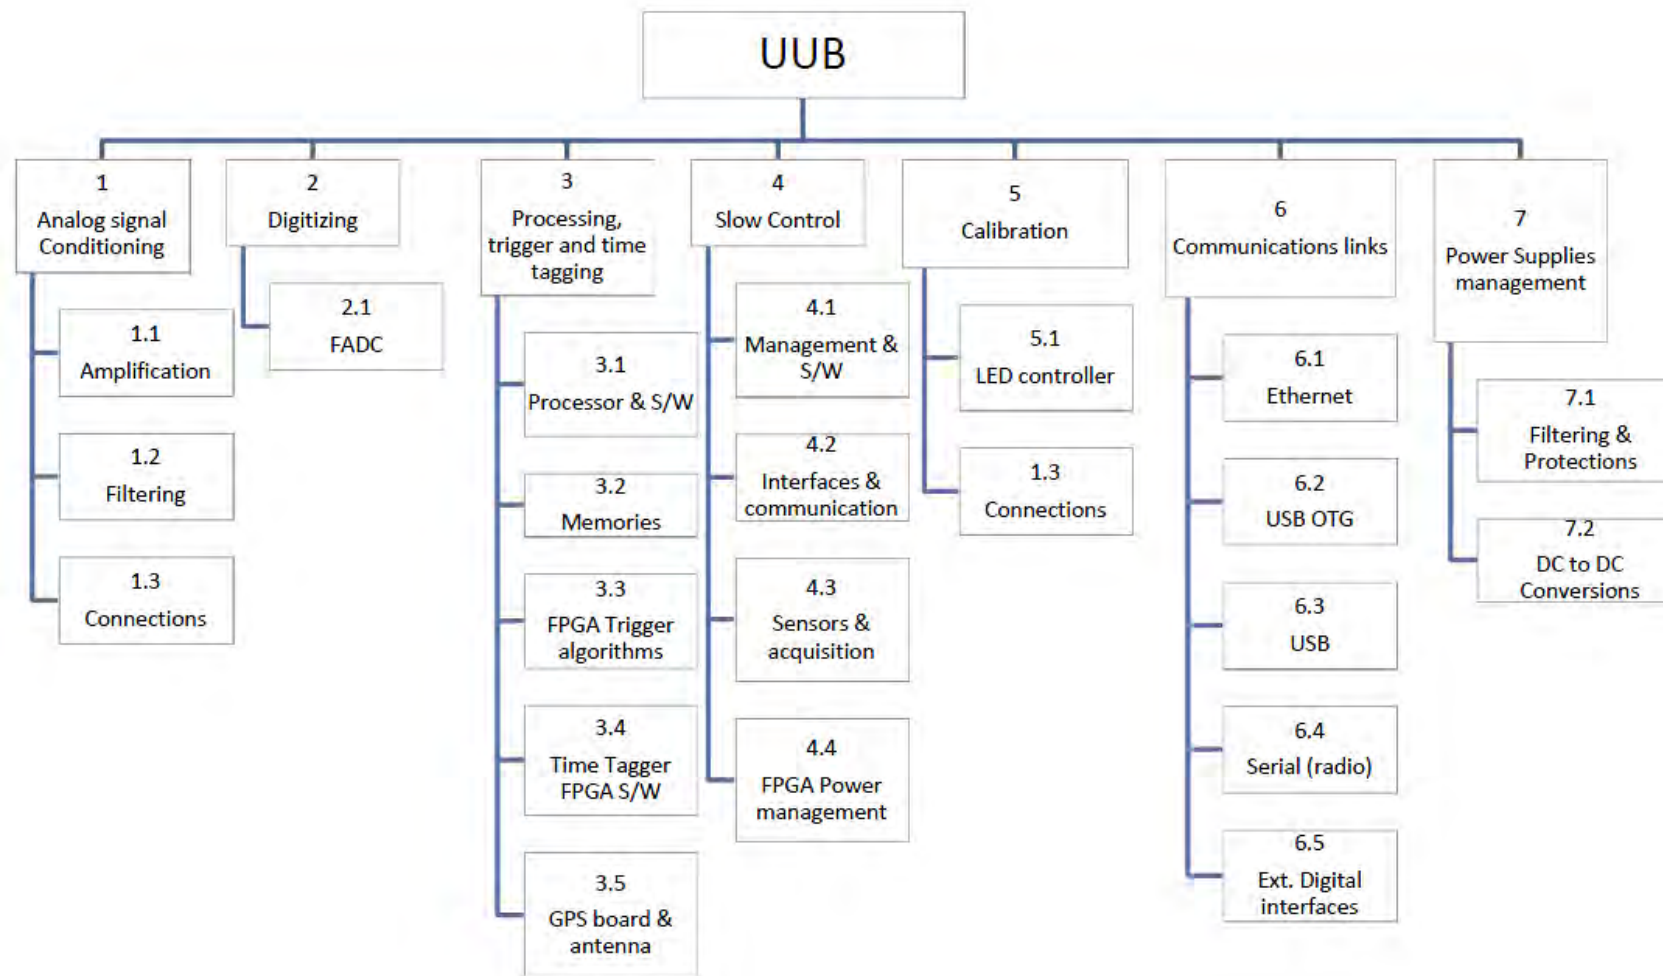 UUB
1
Analog signal
Conditioning
1.1
Amplification
1.2
Filtering
1.3
Connections
2
Digitizing
2.1
FADC
3
Processing,
trigger and time
tagging
3.1
Processor & S/W
3.2
Memories
3.3
FPGA Trigger
algorithms
3.4
Time Tagger
FPGA S/W
3.5
GPS board &
antenna
4
Slow Control
4.1
Management &
S/W
4.2
Interfaces &
communication
4.3
Sensors &
acquisition
4.4
FPGA Power
management
5
Calibration
5.1
LED controller
1.3
Connections
6
Communications links
6.1
Ethernet
6.2
USB OTG
6.3
USB
6.4
Serial (radio)
6.5
Ext. Digital
interfaces
7
Power Supplies
management
7.1
Filtering &
Protections
7.2
DC to DC
Conversions